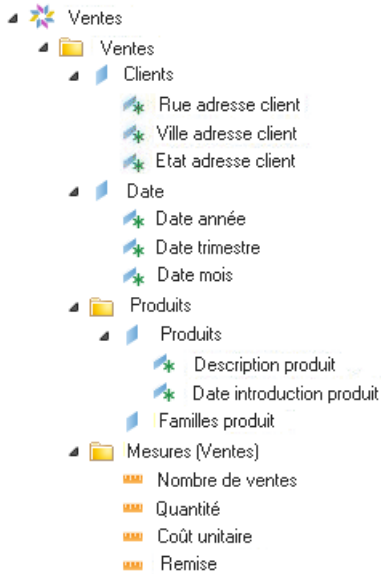 Ventes
Ventes
Clients
Rue adresse client
Ville adresse client
Etat adresse client
Date
Date année
Date trimestre
Date mois
Produits
Produits
Description produit
Date introduction produit
Familles produit
Mesures (Ventes)
Nombre de ventes
Quantité
Coût unitaire
Remise